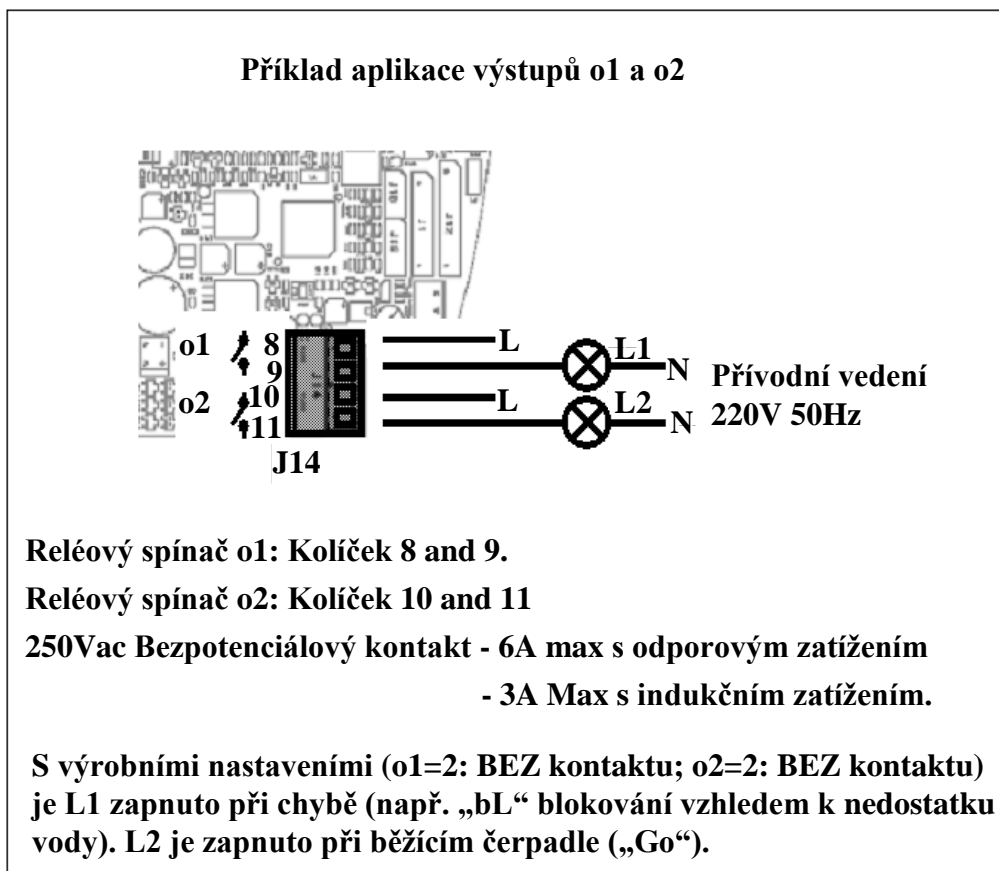 Příklad aplikace výstupů o1 a o2
o1 8 L L1
9 N Přívodní vedení
o2 10 L L2 220V 50Hz
11 N
J14
Reléový spínač o1: Kolíček 8 and 9.
Reléový spínač o2: Kolíček 10 and 11
250Vac Bezpotenciálový kontakt - 6A max s odporovým zatížením
- 3A Max s indukčním zatížením.
S výrobními nastaveními (o1=2: BEZ kontaktu; o2=2: BEZ kontaktu)
je L1 zapnuto při chybě (např. „bL“ blokování vzhledem k nedostatku
vody). L2 je zapnuto při běžícím čerpadle („Go“).